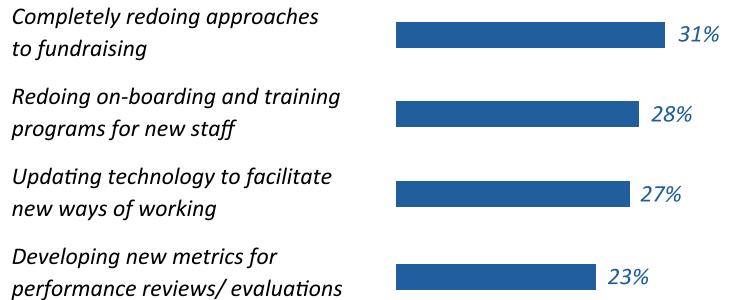 Completely redoing approaches
to fundraising
31%
Redoing on-boarding and training
programs for new staff
28%
Updating technology to facilitate
new ways of working
27%
Developing new metrics for
performance reviews/ evaluations
23%